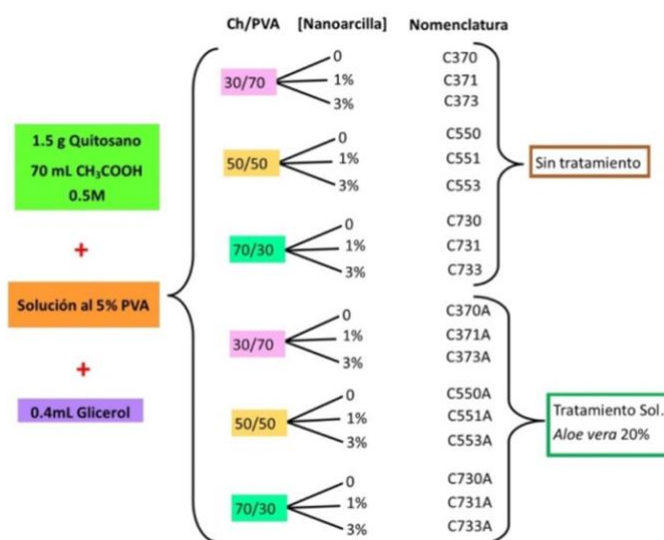 Ch/PVA [Nanoarcilla] Nomenclatura
1.5 g Quitosano
70 mL CH₃COOH
0.5M
+
Solución al 5% PVA
+
0.4mL Glicerol
30/70
0 C370
1% C371
3% C373
50/50
0 C550
1% C551
3% C553
70/30
0 C730
1% C731
3% C733
Sin tratamiento
30/70
0 C370A
1% C371A
3% C373A
50/50
0 C550A
1% C551A
3% C553A
70/30
0 C730A
1% C731A
3% C733A
Tratamiento Sol.
Aloe vera 20%